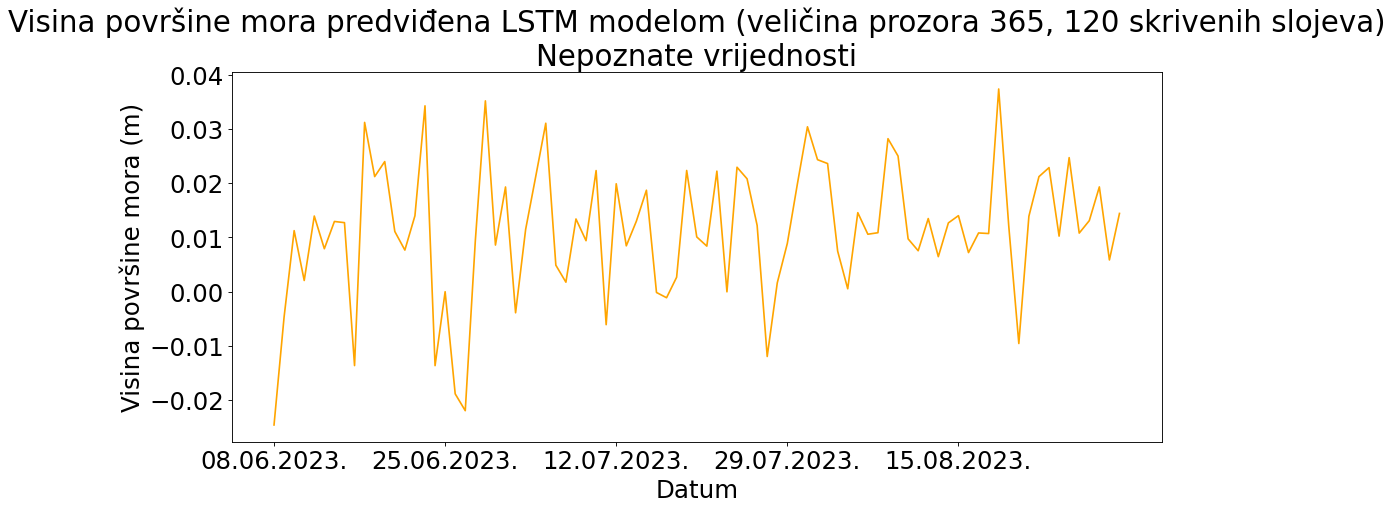 Visina površine mora predviđena LSTM modelom (veličina prozora 365, 120 skrivenih slojeva)
Nepoznate vrijednosti
Visina površine mora (m)
0.04
0.03
0.02
0.01
0.00
−0.01
−0.02
08.06.2023. 25.06.2023. 12.07.2023. 29.07.2023. 15.08.2023.
Datum